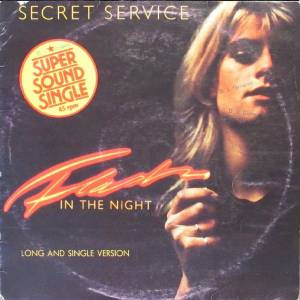 SECRET SERVICE
SUPER
SOUND
SINGLE
45 rpm
Flash
IN THE NIGHT
LONG AND SINGLE VERSION